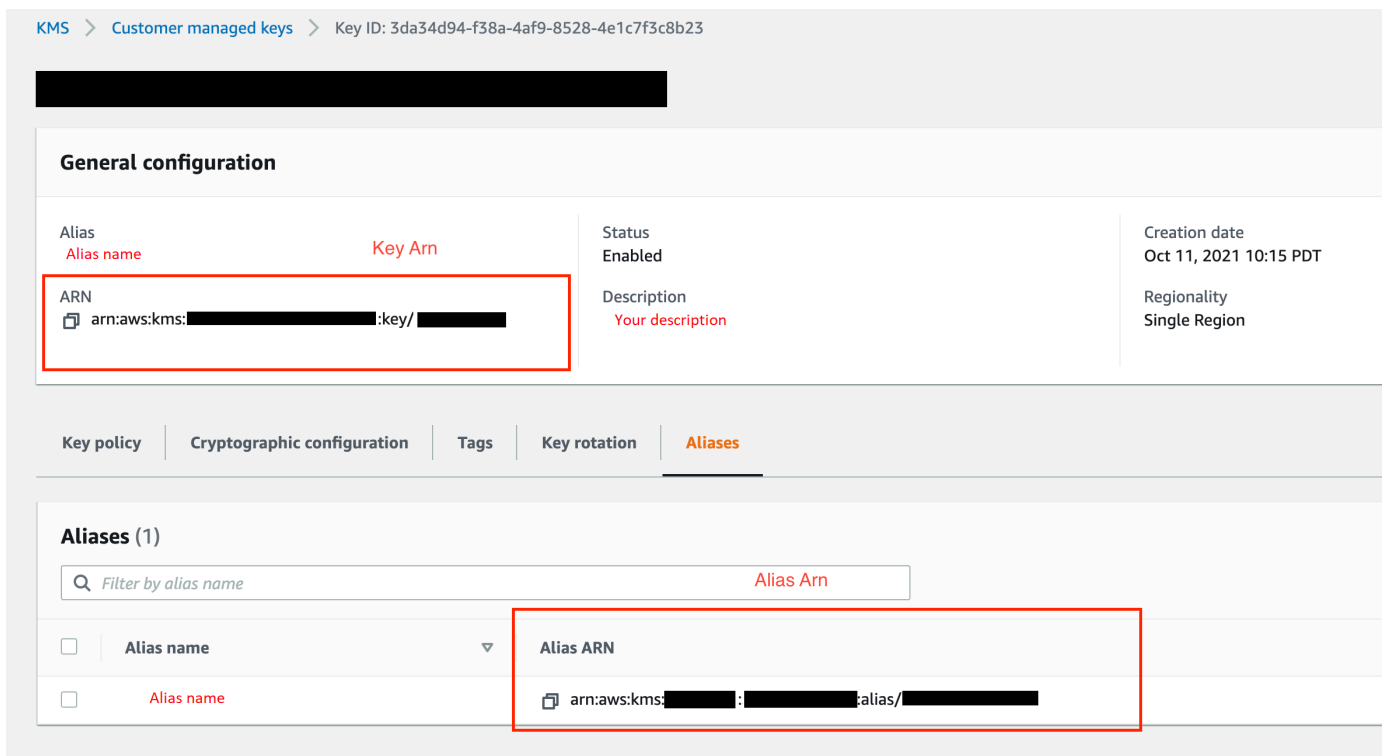 KMS > Customer managed keys > Key ID: 3da34d94-f38a-4af9-8528-4e1c7f3c8b23
General configuration
Alias
Alias name
Key Arn
ARN
arn:aws:kms: :key/
Status
Enabled
Description
Your description
Creation date
Oct 11, 2021 10:15 PDT
Regionality
Single Region
Key policy Cryptographic configuration Tags Key rotation Aliases
Aliases (1)
Filter by alias name
Alias Arn
Alias name Alias ARN
Alias name arn:aws:kms: : :alias/